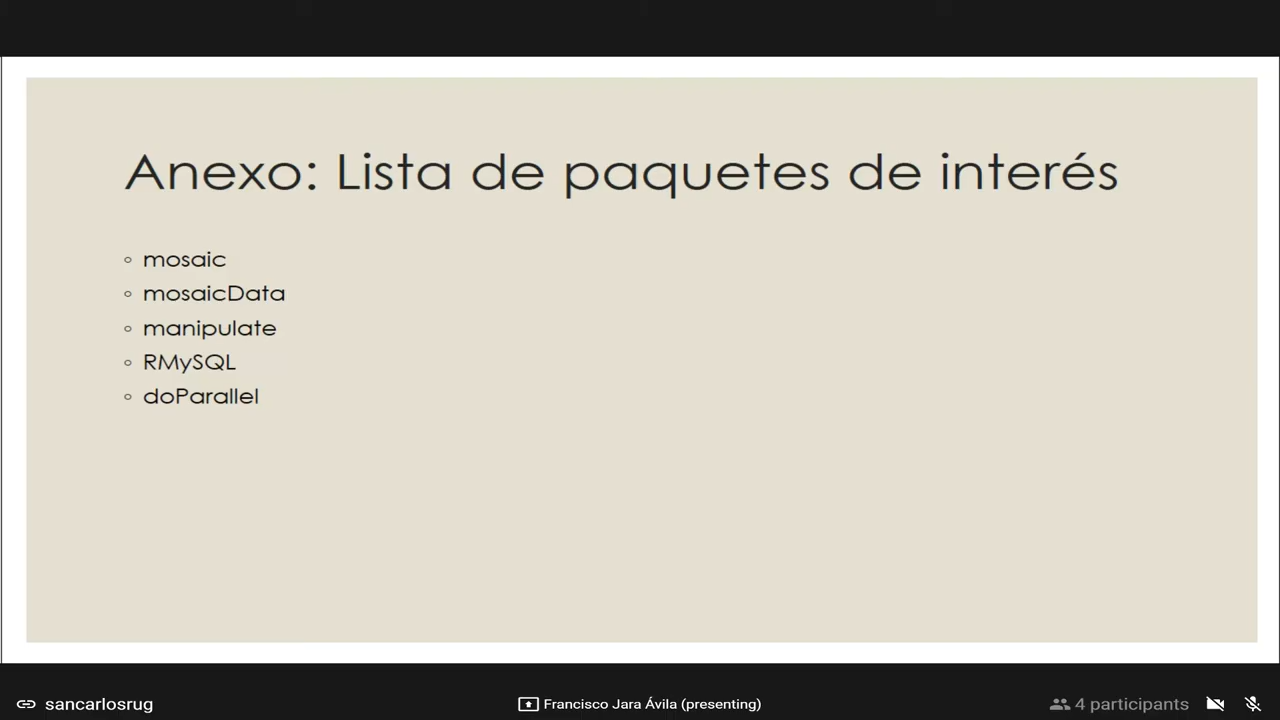 Anexo: Lista de paquetes de interés
mosaic
mosaicData
manipulate
RMySQL
doParallel
sancarlosrug
Francisco Jara Ávila (presenting)
4 participants